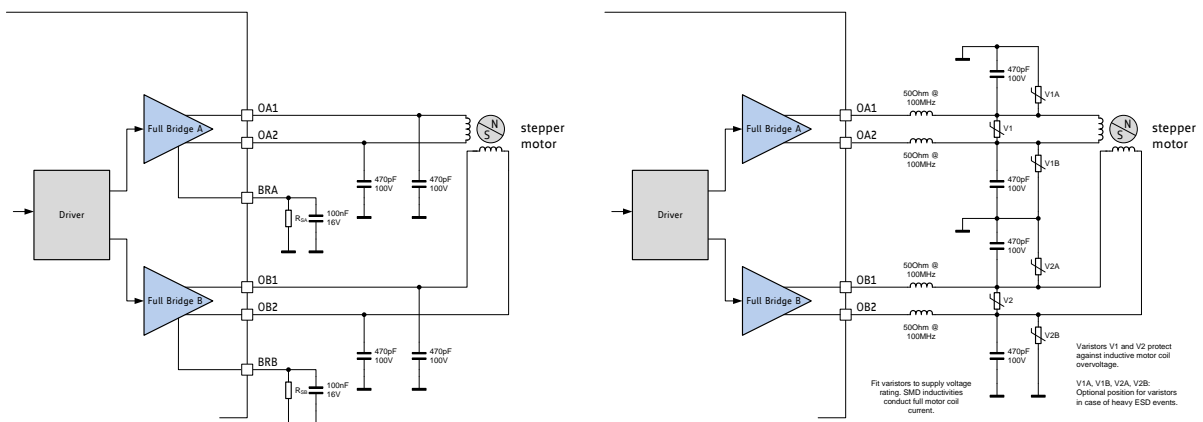 Driver
Full Bridge A
Full Bridge B
OA1
OA2
BRA
RSA
100nF
16V
470pF
100V
470pF
100V
N
S
stepper
motor
OB1
OB2
BRB
RSB
100nF
16V
470pF
100V
470pF
100V
Driver
Full Bridge A
Full Bridge B
470pF
100V
V1A
50Ohm @
100MHz
OA1
V1
OA2
50Ohm @
100MHz
N
S
stepper
motor
V1B
470pF
100V
470pF
100V
V2A
50Ohm @
100MHz
OB1
V2
OB2
50Ohm @
100MHz
V2B
470pF
100V
Fit varistors to supply voltage
rating. SMD inductivities
conduct full motor coil
current.
Varistors V1 and V2 protect
against inductive motor coil
overvoltage.
V1A, V1B, V2A, V2B:
Optional position for varistors
in case of heavy ESD events.